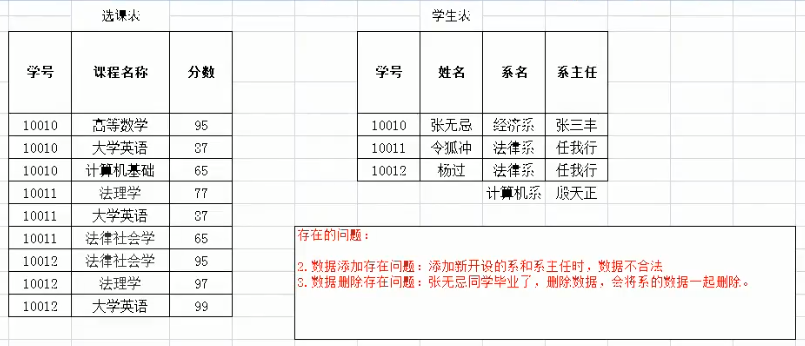 选课表
学号 课程名称 分数
10010 高等数学 95
10010 大学英语 87
10010 计算机基础 65
10011 法理学 77
10011 大学英语 87
10011 法律社会学 65
10012 法律社会学 95
10012 法理学 97
10012 大学英语 99
学生表
学号 姓名 系名 系主任
10010 张无忌 经济系 张三丰
10011 令狐冲 法律系 任我行
10012 杨过 法律系 任我行
计算机系 殷天正
存在的问题：
2.数据添加存在问题：添加新开设的系和系主任时，数据不合法
3.数据删除存在问题：张无忌同学毕业了，删除数据，会将系的数据一起删除。